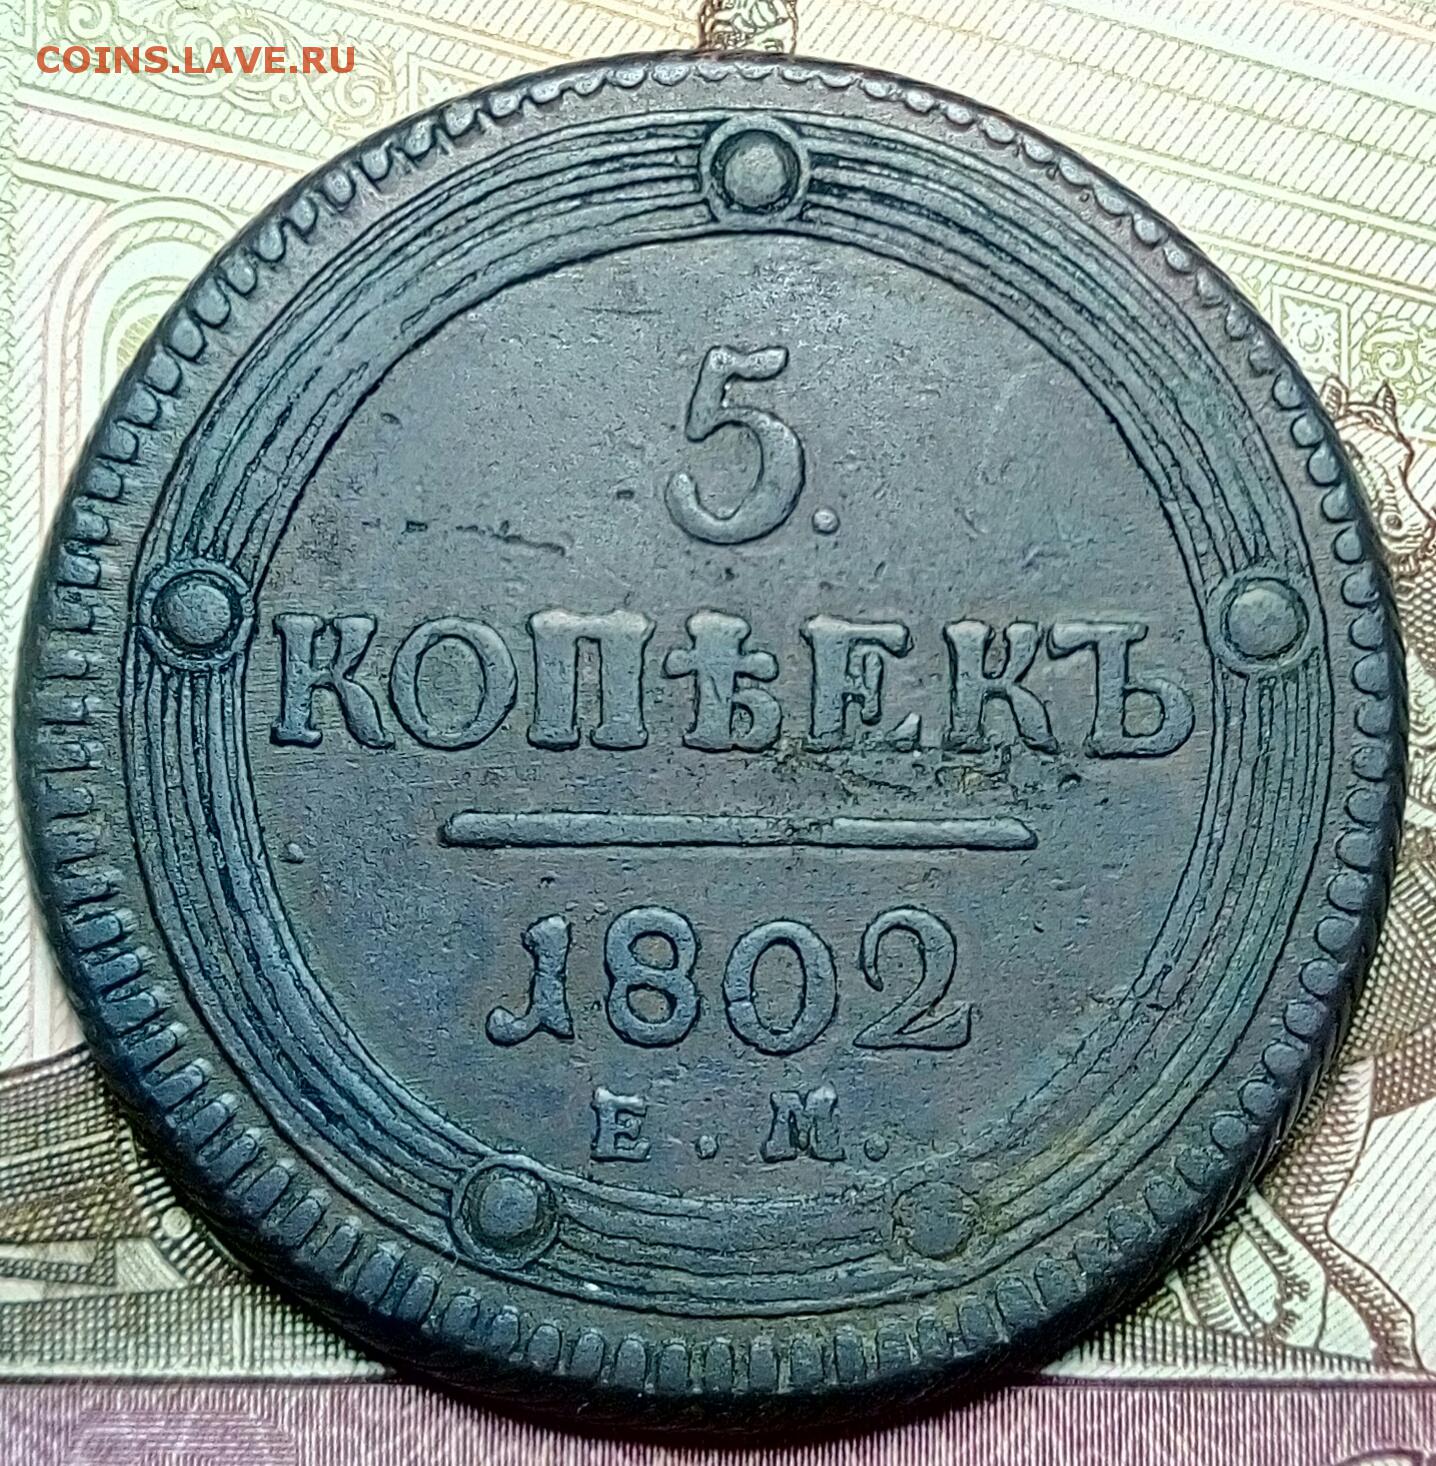 COINS.LAVE.RU
5.
КОПѢЕКЪ
1802
Е . М .